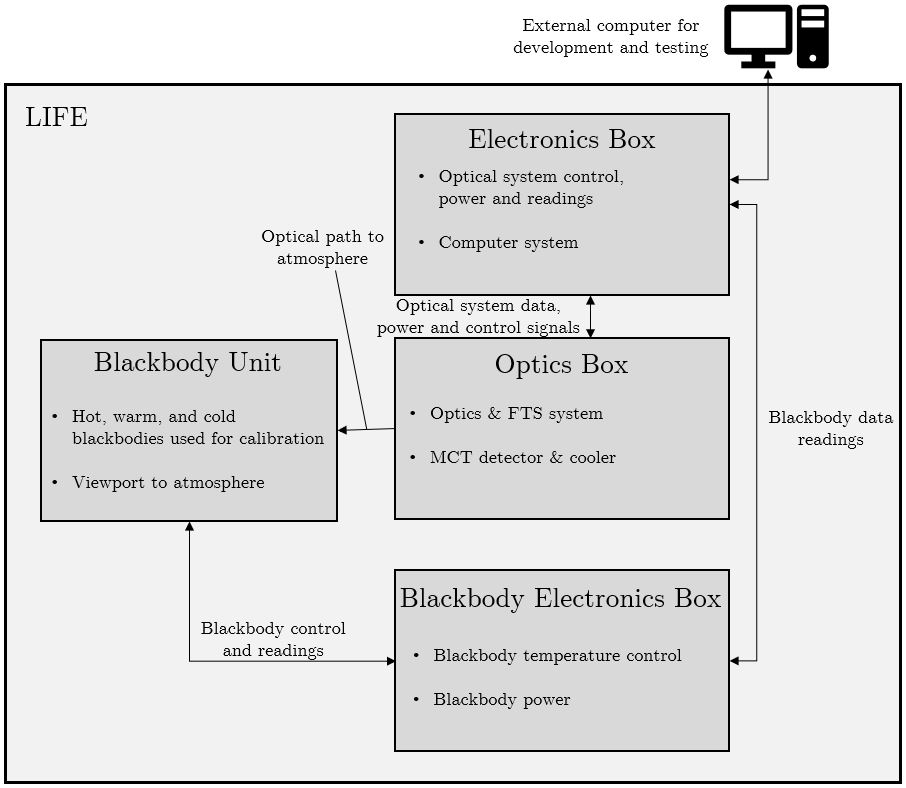 External computer for
development and testing
LIFE
Electronics Box
• Optical system control,
power and readings
• Computer system
Optical path to
atmosphere
Optical system data,
power and control signals
Blackbody Unit
• Hot, warm, and cold
blackbodies used for calibration
• Viewport to atmosphere
Optics Box
• Optics & FTS system
• MCT detector & cooler
Blackbody data
readings
Blackbody Electronics Box
• Blackbody temperature control
• Blackbody power
Blackbody control
and readings